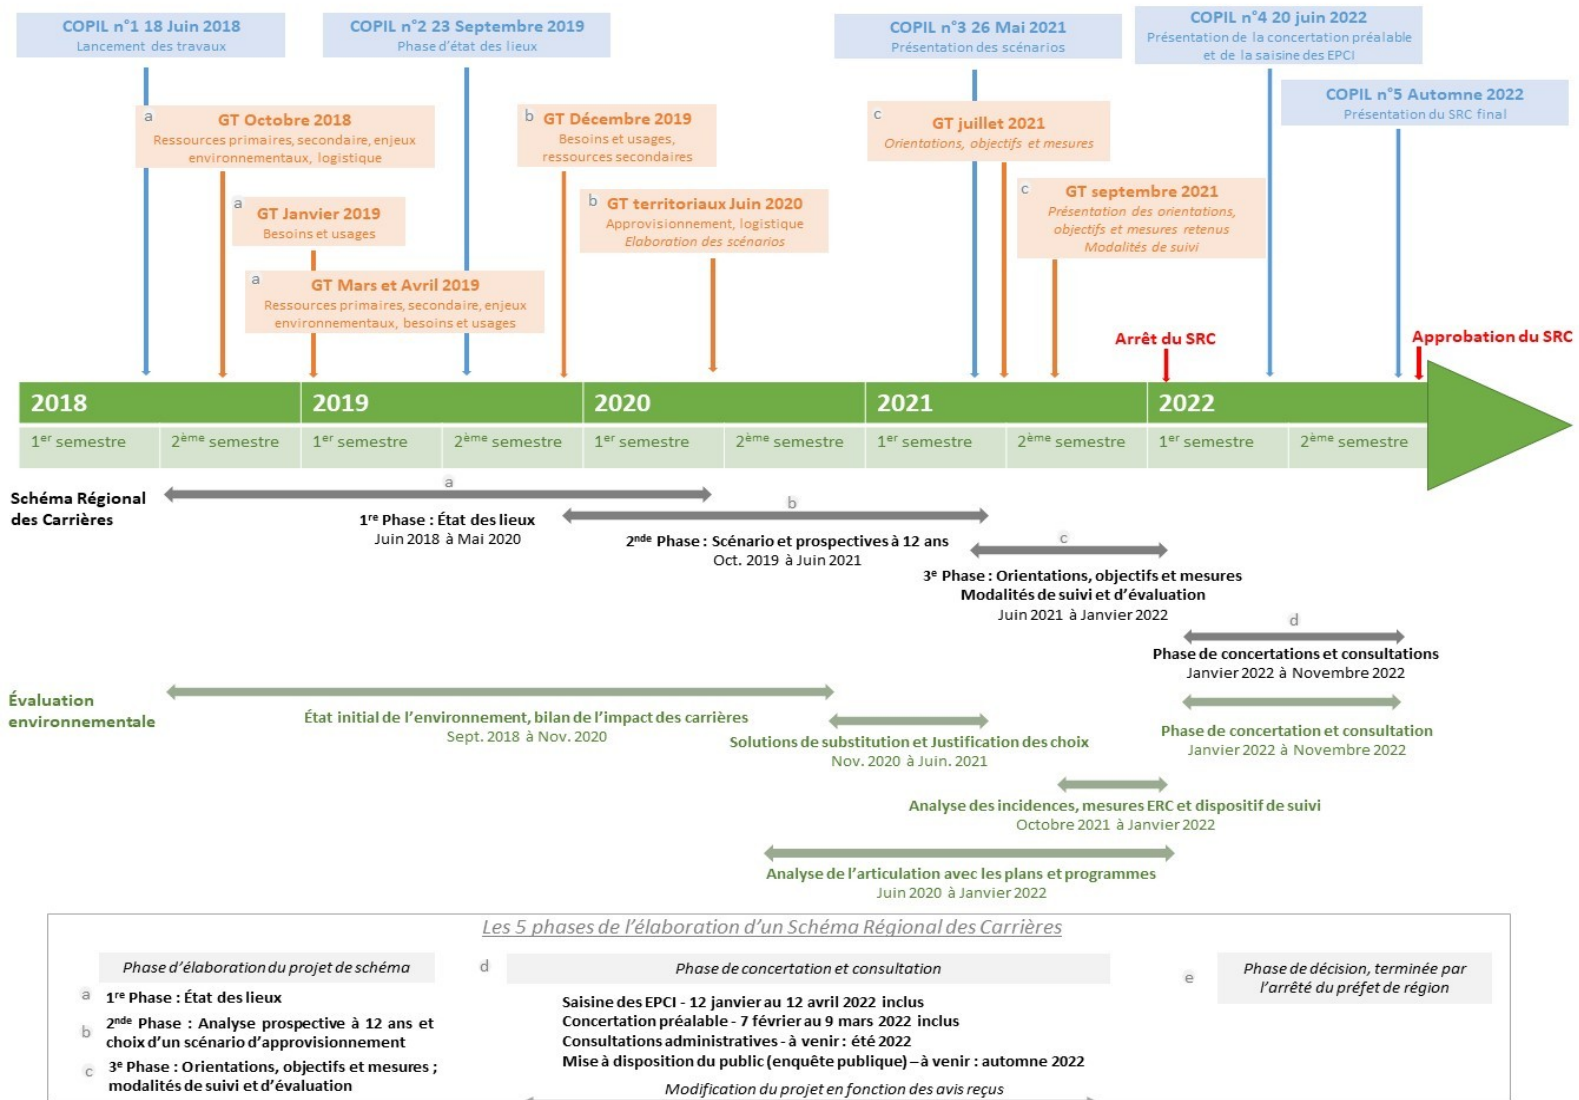 COPIL n°1 18 Juin 2018
Lancement des travaux
COPIL n°2 23 Septembre 2019
Phase d'état des lieux
COPIL n°3 26 Mai 2021
Présentation des scénarios
COPIL n°4 20 juin 2022
Présentation de la concertation préalable
et de la saisine des EPCI
COPIL n°5 Automne 2022
Présentation du SRC final
a
GT Octobre 2018
Ressources primaires, secondaire, enjeux
environnementaux, logistique
a
GT Janvier 2019
Besoins et usages
a
GT Mars et Avril 2019
Ressources primaires, secondaire, enjeux
environnementaux, besoins et usages
b
GT Décembre 2019
Besoins et usages,
ressources secondaires
b
GT territoriaux Juin 2020
Approvisionnement, logistique
Elaboration des scénarios
c
GT juillet 2021
Orientations, objectifs et mesures
c
GT septembre 2021
Présentation des orientations,
objectifs et mesures retenus
Modalités de suivi
Arrêt du SRC
Approbation du SRC
2018
2019
2020
2021
2022
1er semestre
2ème semestre
1er semestre
2ème semestre
1er semestre
2ème semestre
1er semestre
2ème semestre
1er semestre
2ème semestre
Schéma Régional
des Carrières
a
1re Phase : État des lieux
Juin 2018 à Mai 2020
b
2nde Phase : Scénario et prospectives à 12 ans
Oct. 2019 à Juin 2021
c
3e Phase : Orientations, objectifs et mesures
Modalités de suivi et d'évaluation
Juin 2021 à Janvier 2022
d
Phase de concertations et consultations
Janvier 2022 à Novembre 2022
Évaluation
environnementale
État initial de l'environnement, bilan de l'impact des carrières
Sept. 2018 à Nov. 2020
Solutions de substitution et Justification des choix
Nov. 2020 à Juin. 2021
Phase de concertation et consultation
Janvier 2022 à Novembre 2022
Analyse des incidences, mesures ERC et dispositif de suivi
Octobre 2021 à Janvier 2022
Analyse de l'articulation avec les plans et programmes
Juin 2020 à Janvier 2022
Les 5 phases de l'élaboration d'un Schéma Régional des Carrières
Phase d'élaboration du projet de schéma
a 1re Phase : État des lieux
b 2nde Phase : Analyse prospective à 12 ans et
choix d'un scénario d'approvisionnement
c 3e Phase : Orientations, objectifs et mesures ;
modalités de suivi et d'évaluation
d
Phase de concertation et consultation
Saisine des EPCI - 12 janvier au 12 avril 2022 inclus
Concertation préalable - 7 février au 9 mars 2022 inclus
Consultations administratives - à venir : été 2022
Mise à disposition du public (enquête publique) – à venir : automne 2022
Modification du projet en fonction des avis reçus
e
Phase de décision, terminée par
l'arrêté du préfet de région